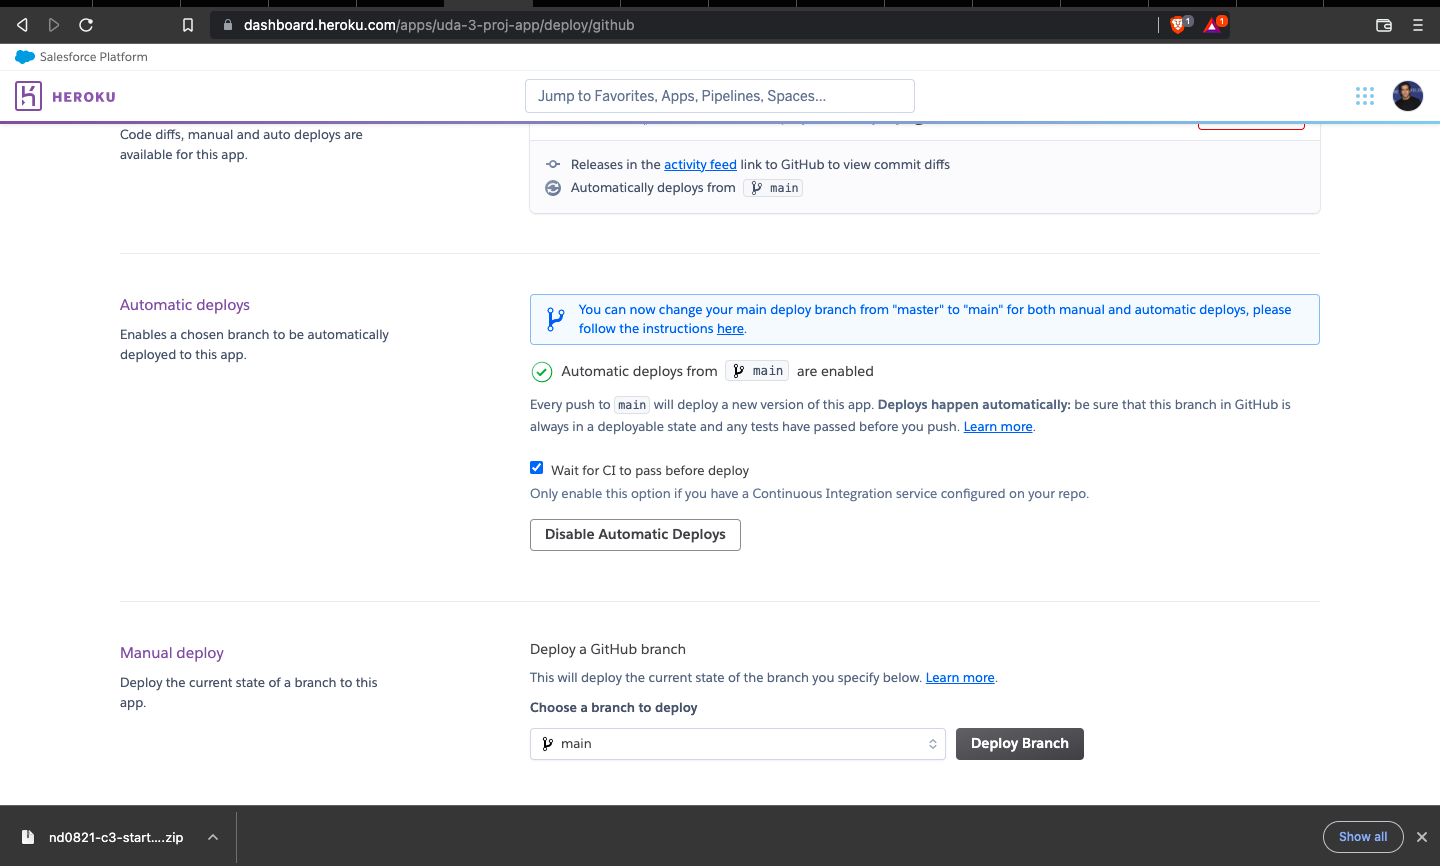 dashboard.heroku.com/apps/uda-3-proj-app/deploy/github
1
1
Salesforce Platform
HEROKU
Jump to Favorites, Apps, Pipelines, Spaces...
Code diffs, manual and auto deploys are
available for this app.
Releases in the activity feed link to GitHub to view commit diffs
Automatically deploys from main
Automatic deploys
Enables a chosen branch to be automatically
deployed to this app.
You can now change your main deploy branch from "master" to "main" for both manual and automatic deploys, please
follow the instructions here.
Automatic deploys from main are enabled
Every push to main will deploy a new version of this app. Deploys happen automatically: be sure that this branch in GitHub is
always in a deployable state and any tests have passed before you push. Learn more.
Wait for CI to pass before deploy
Only enable this option if you have a Continuous Integration service configured on your repo.
Disable Automatic Deploys
Manual deploy
Deploy the current state of a branch to this
app.
Deploy a GitHub branch
This will deploy the current state of the branch you specify below. Learn more.
Choose a branch to deploy
main
Deploy Branch
nd0821-c3-start....zip
Show all